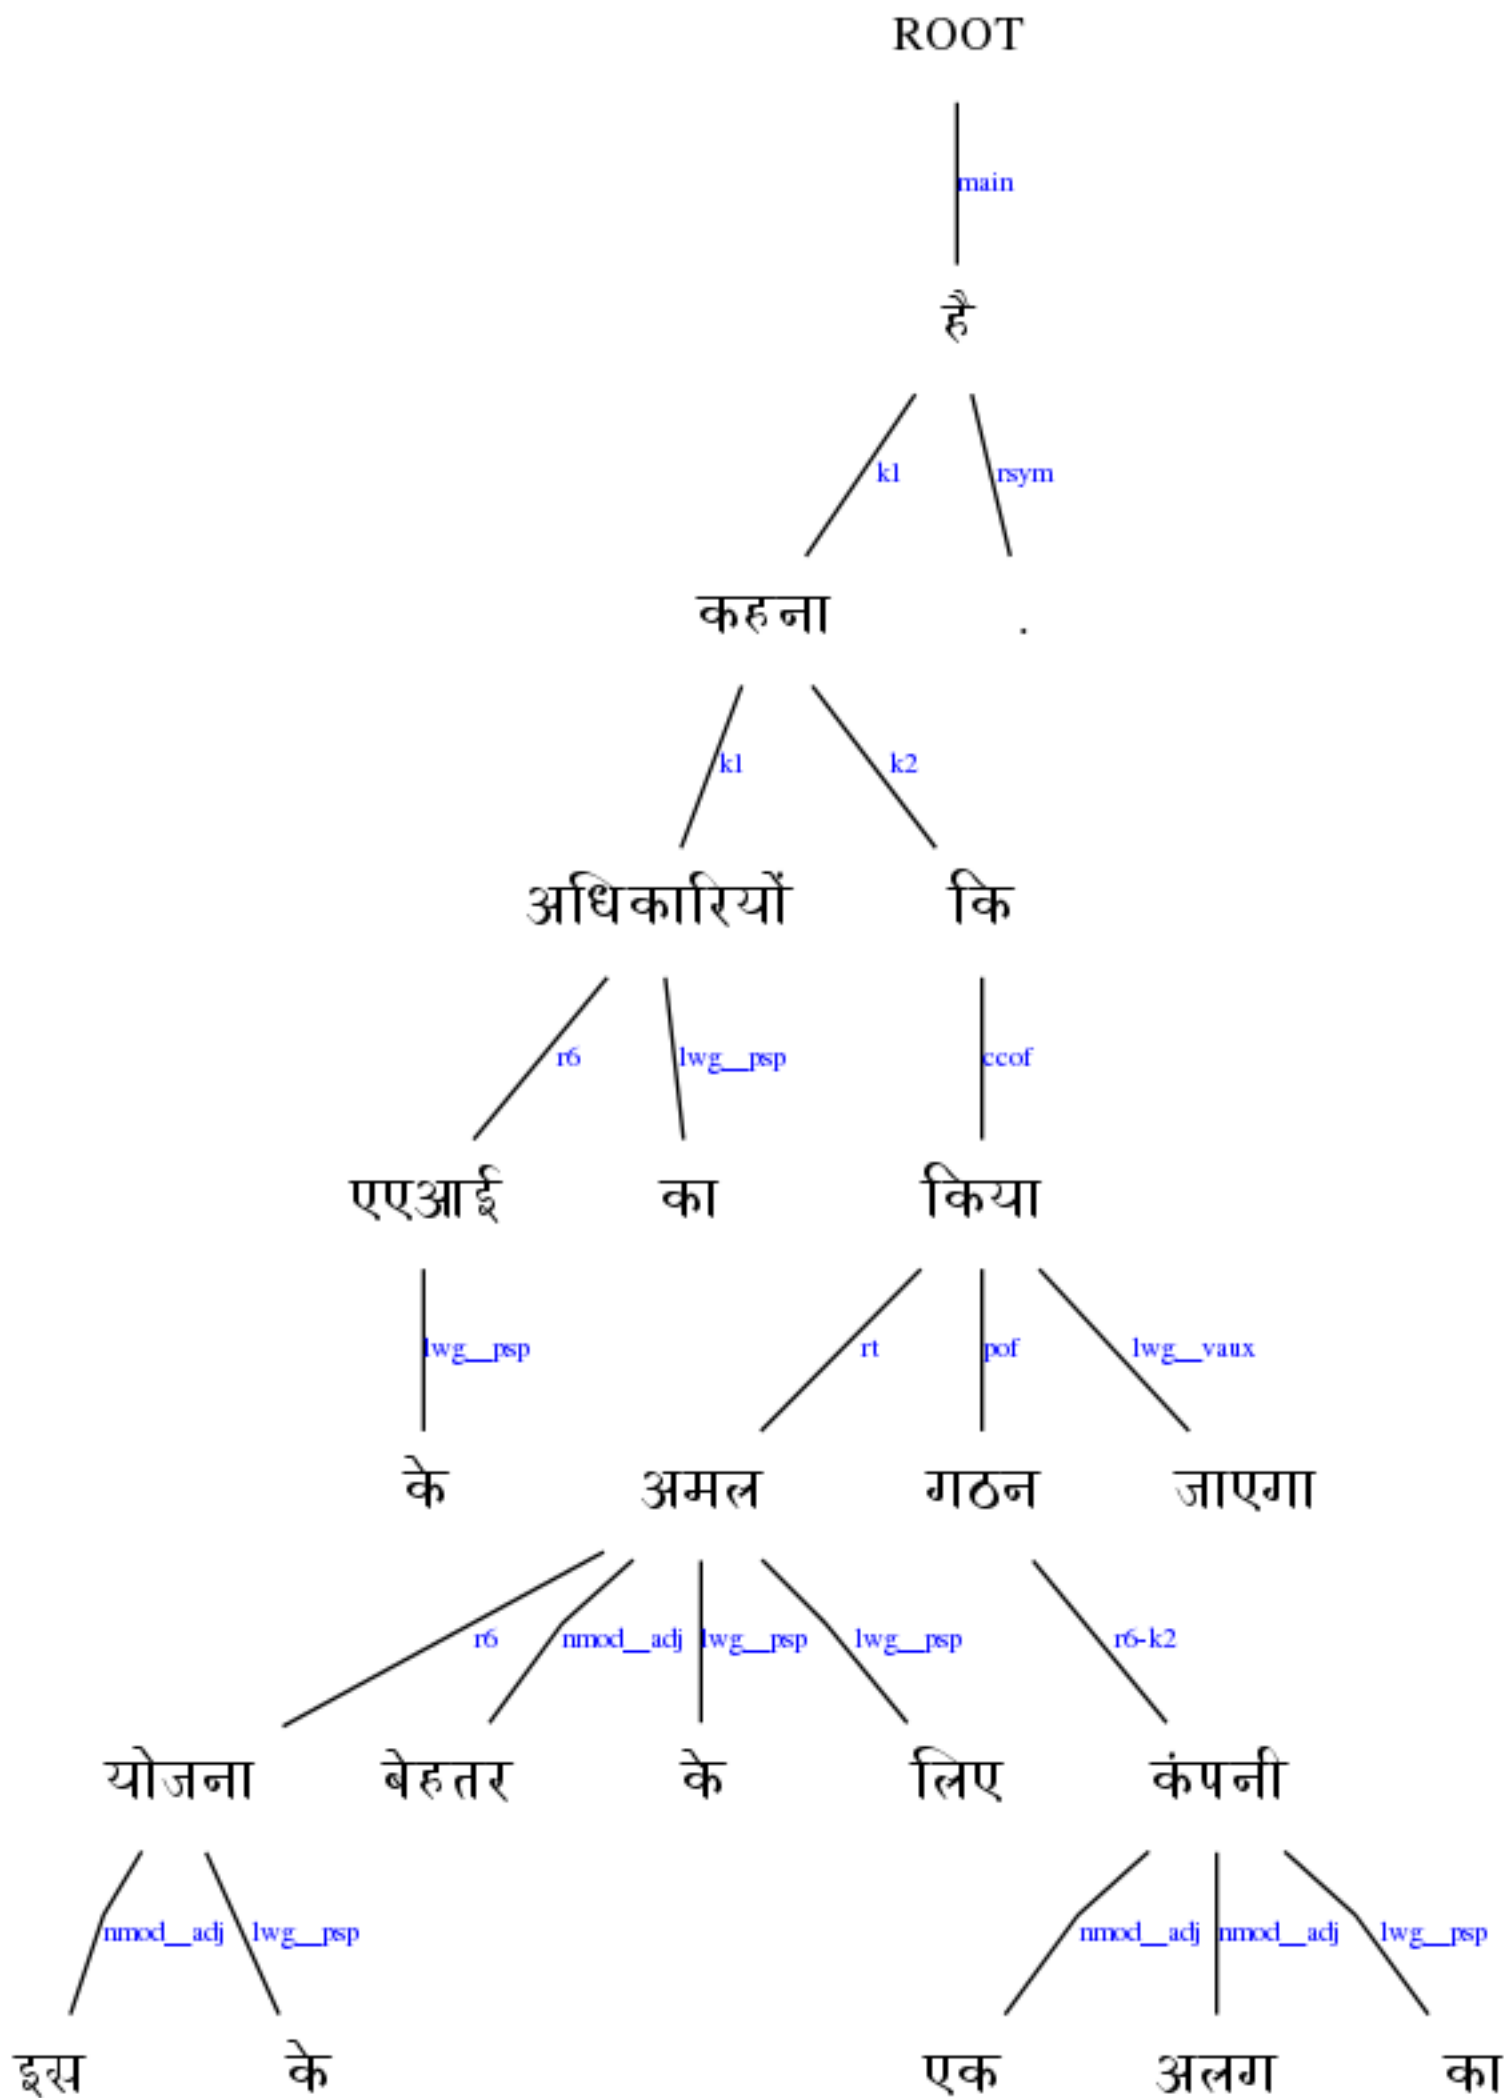 ROOT
main
है
k1 rsym
कहना .
k1 k2
अधिकारियों कि
r6 lwg__psp ccof
एएआई का किया
lwg__psp rt pof lwg__vaux
के अमल गठन जाएगा
r6 nmod__adj lwg__psp lwg__psp r6-k2
योजना बेहतर के लिए कंपनी
nmod__adj lwg__psp nmod__adj nmod__adj lwg__psp
इस के एक अलग का